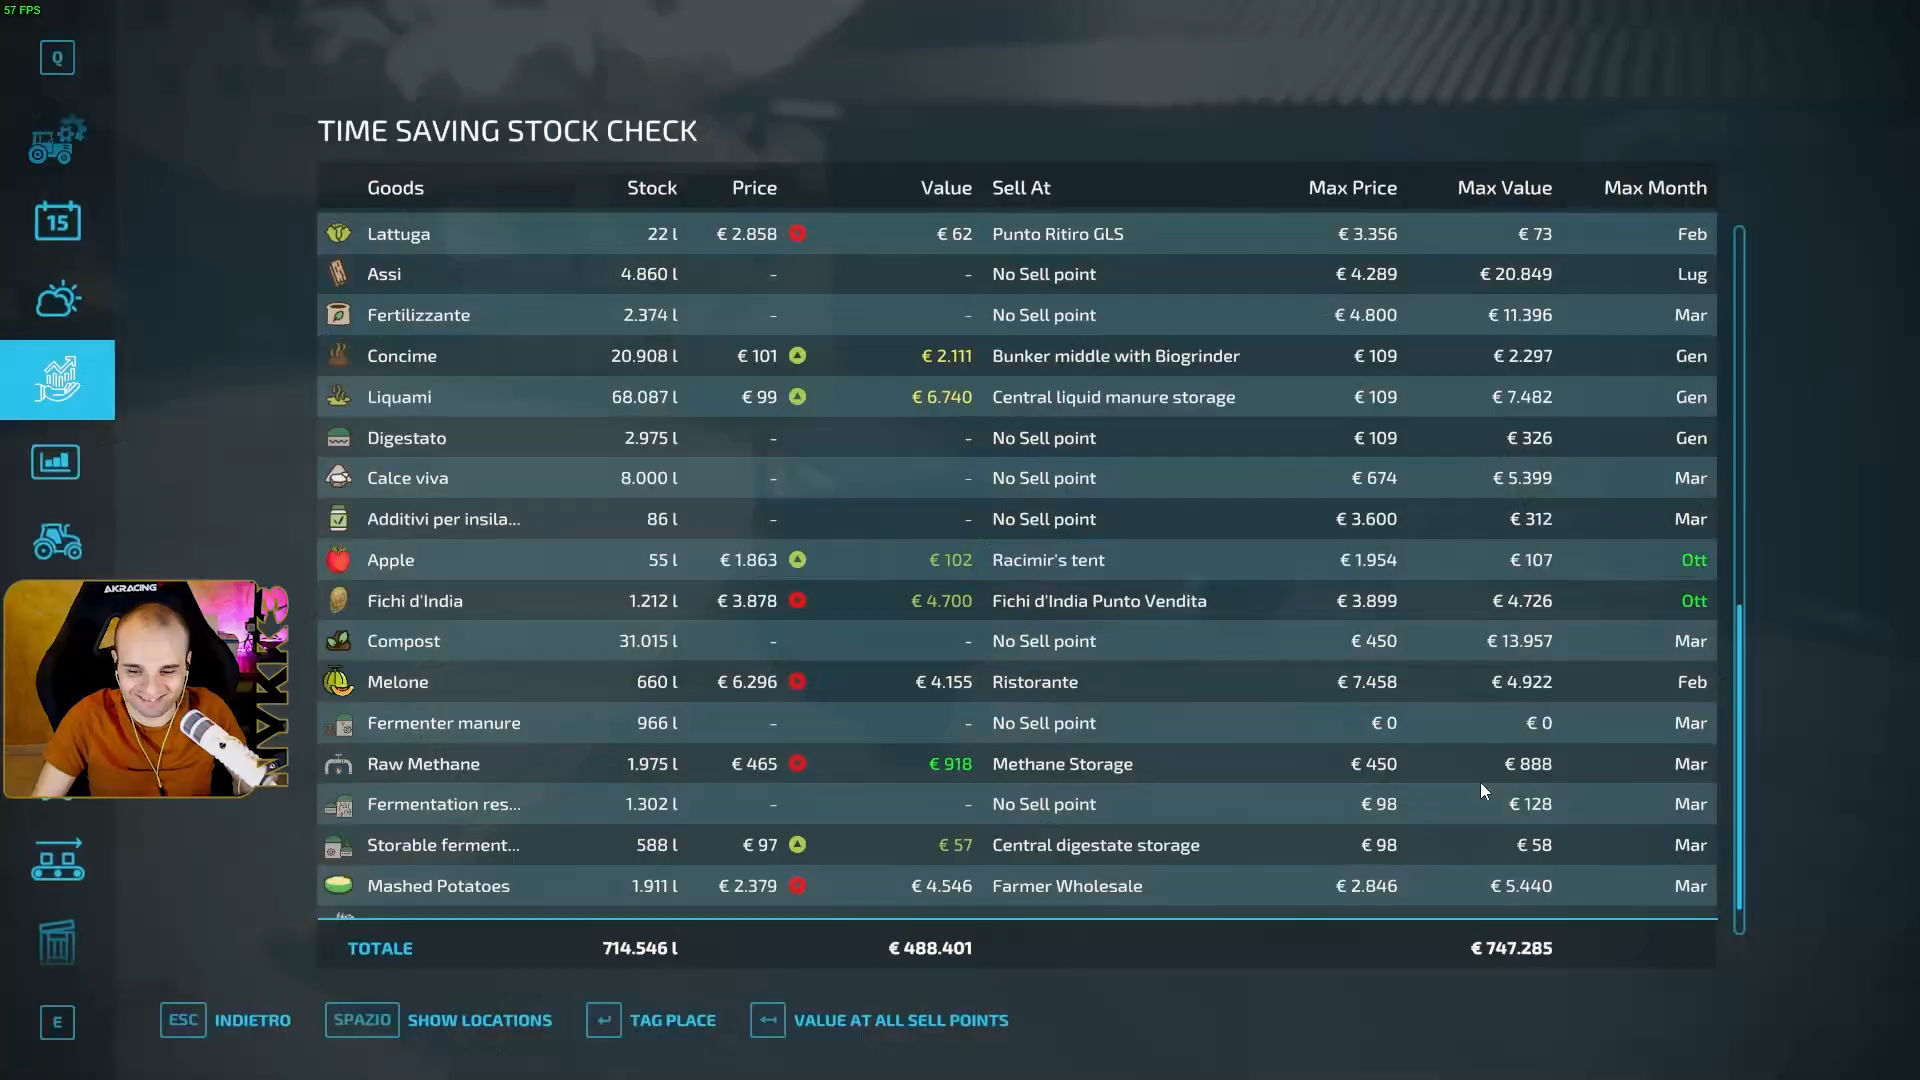 57 FPS
Q
TIME SAVING STOCK CHECK
Goods Stock Price Value Sell At Max Price Max Value Max Month
Lattuga 22 l € 2.858 € 62 Punto Ritiro GLS € 3.356 € 73 Feb
Assi 4.860 l - - No Sell point € 4.289 € 20.849 Lug
Fertilizzante 2.374 l - - No Sell point € 4.800 € 11.396 Mar
Concime 20.908 l € 101 € 2.111 Bunker middle with Biogrinder € 109 € 2.297 Gen
Liquami 68.087 l € 99 € 6.740 Central liquid manure storage € 109 € 7.482 Gen
Digestato 2.975 l - - No Sell point € 109 € 326 Gen
Calce viva 8.000 l - - No Sell point € 674 € 5.399 Mar
Additivi per insila... 86 l - - No Sell point € 3.600 € 312 Mar
Apple 55 l € 1.863 € 102 Racimir's tent € 1.954 € 107 Ott
Fichi d'India 1.212 l € 3.878 € 4.700 Fichi d'India Punto Vendita € 3.899 € 4.726 Ott
Compost 31.015 l - - No Sell point € 450 € 13.957 Mar
Melone 660 l € 6.296 € 4.155 Ristorante € 7.458 € 4.922 Feb
Fermenter manure 966 l - - No Sell point € 0 € 0 Mar
Raw Methane 1.975 l € 465 € 918 Methane Storage € 450 € 888 Mar
Fermentation res... 1.302 l - - No Sell point € 98 € 128 Mar
Storable ferment... 588 l € 97 € 57 Central digestate storage € 98 € 58 Mar
Mashed Potatoes 1.911 l € 2.379 € 4.546 Farmer Wholesale € 2.846 € 5.440 Mar
TOTALE 714.546 l € 488.401 € 747.285
15
AKRACING
E
ESC INDIETRO SPAZIO SHOW LOCATIONS TAG PLACE VALUE AT ALL SELL POINTS